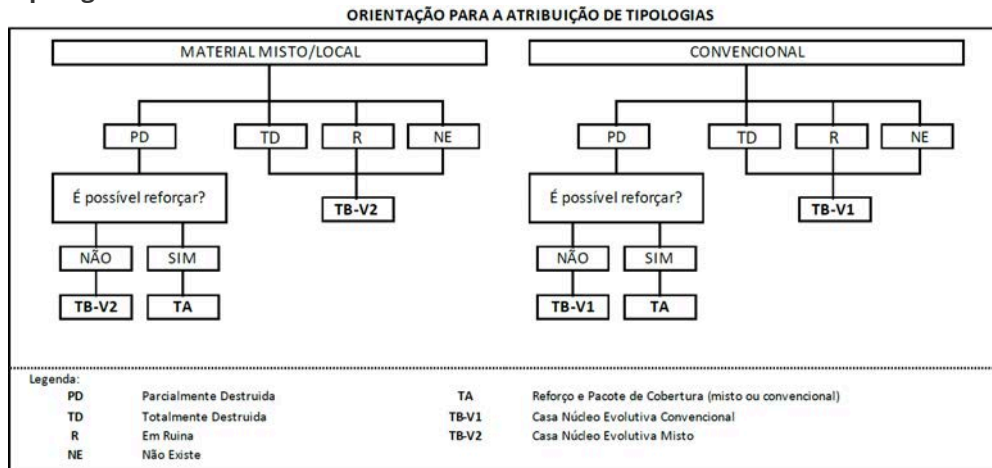 ORIENTAÇÃO PARA A ATRIBUIÇÃO DE TIPOLOGIAS
MATERIAL MISTO/LOCAL CONVENCIONAL
PD TD R NE PD TD R NE
É possível reforçar? É possível reforçar?
TB-V2 TB-V1
NÃO SIM NÃO SIM
TB-V2 TA TB-V1 TA
Legenda:
PD Parcialmente Destruida TA Reforço e Pacote de Cobertura (misto ou convencional)
TD Totalmente Destruida TB-V1 Casa Núcleo Evolutiva Convencional
R Em Ruina TB-V2 Casa Núcleo Evolutiva Misto
NE Não Existe